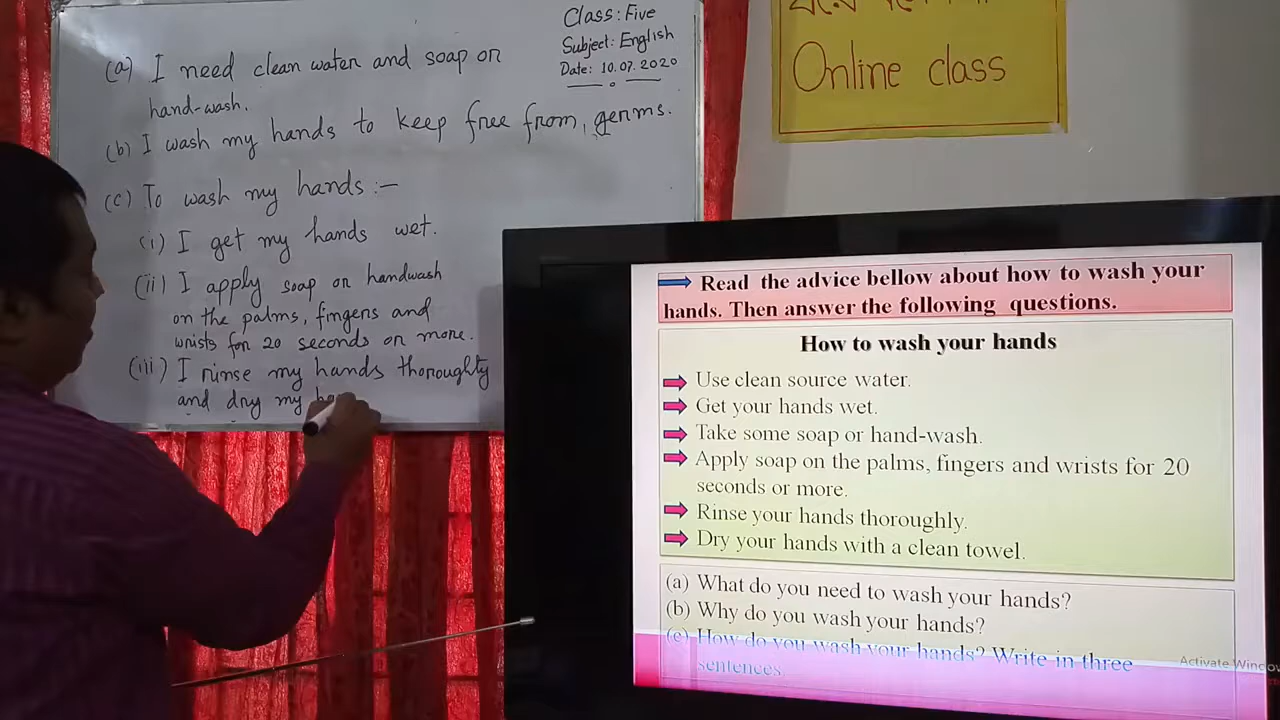 (a) I need clean water and soap or
hand-wash.
(b) I wash my hands to keep free from, germs.
(c) To wash my hands :-
(i) I get my hands wet.
(ii) I apply soap or handwash
on the palms, fingers and
wrists for 20 seconds or more.
(iii) I rinse my hands thoroughty
and dry my
Class : Five
Subject: English
Date: 10.07.2020
Online class
Read the advice bellow about how to wash your
hands. Then answer the following questions.
How to wash your hands
Use clean source water.
Get your hands wet.
Take some soap or hand-wash.
Apply soap on the palms, fingers and wrists for 20
seconds or more.
Rinse your hands thoroughly.
Dry your hands with a clean towel.
(a) What do you need to wash your hands?
(b) Why do you wash your hands?
(c) How do you wash your hands? Write in three
sentences.
Activate Windows